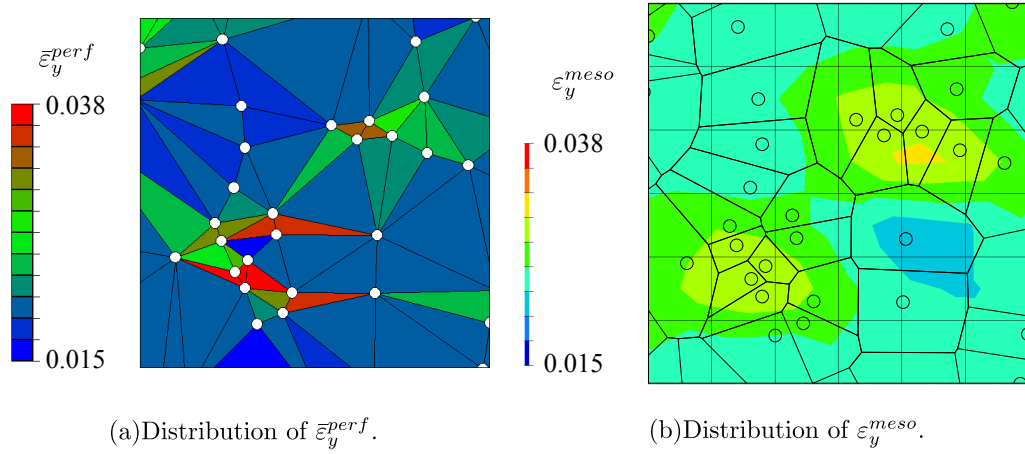 ε̄_y^{perf}
0.038
0.015
ε_y^{meso}
0.038
0.015
(a)Distribution of ε̄_y^{perf}.
(b)Distribution of ε_y^{meso}.